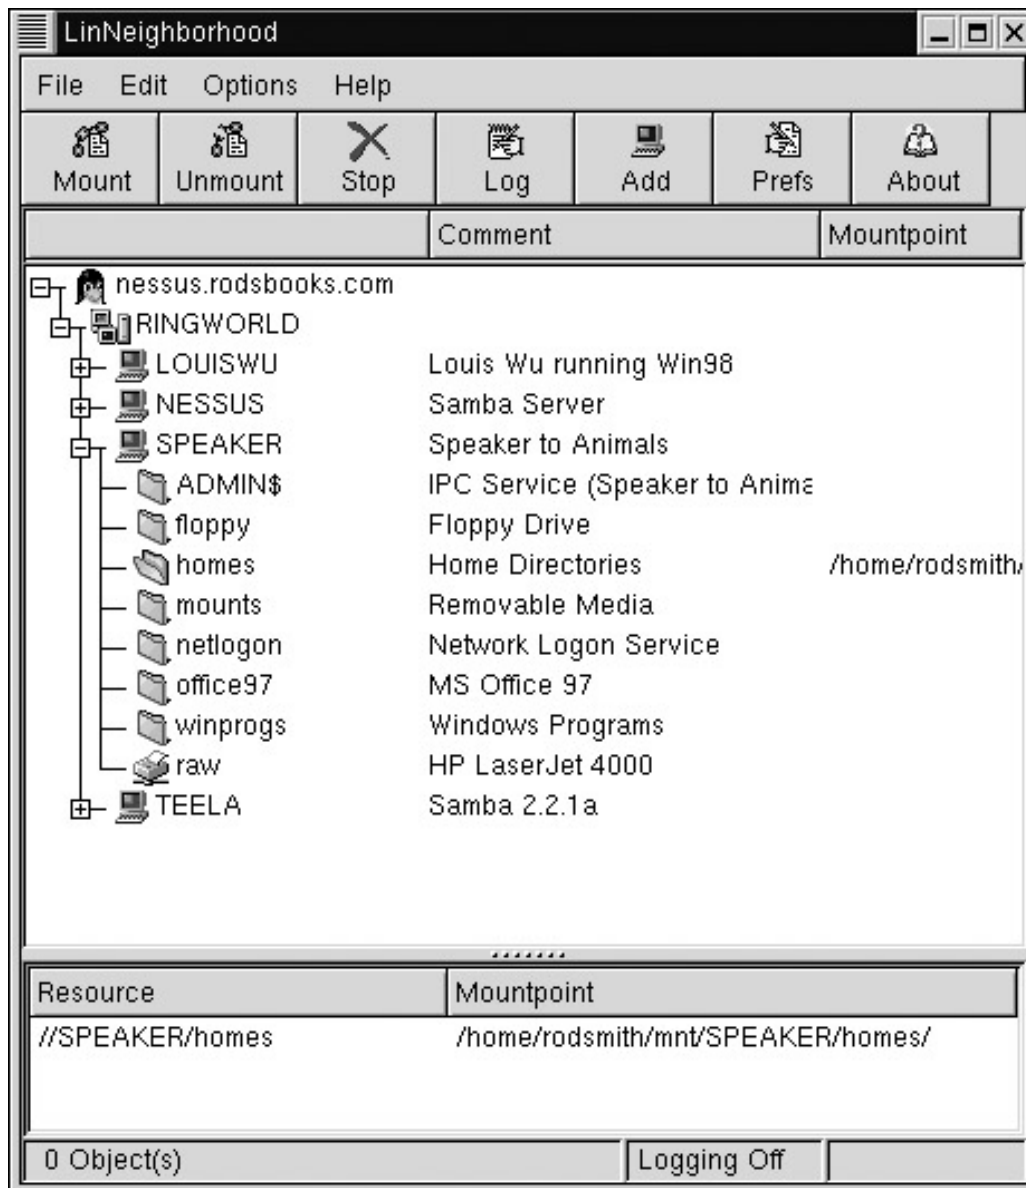 LinNeighborhood
File Edit Options Help
Mount Unmount Stop Log Add Prefs About
Comment Mountpoint
nessus.rodsbooks.com
RINGWORLD
LOUISWU Louis Wu running Win98
NESSUS Samba Server
SPEAKER Speaker to Animals
ADMIN$ IPC Service (Speaker to Anima
floppy Floppy Drive
homes Home Directories /home/rodsmith/
mounts Removable Media
netlogon Network Logon Service
office97 MS Office 97
winprogs Windows Programs
raw HP LaserJet 4000
TEELA Samba 2.2.1a
Resource Mountpoint
//SPEAKER/homes /home/rodsmith/mnt/SPEAKER/homes/
0 Object(s) Logging Off